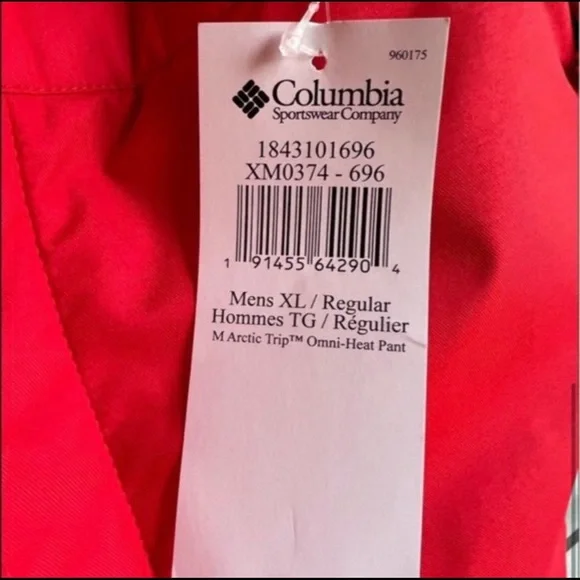 960175
Columbia
Sportswear Company
1843101696
XM0374 - 696
1 91455 64290 4
Mens XL / Regular
Hommes TG / Régulier
M Arctic Trip™ Omni-Heat Pant